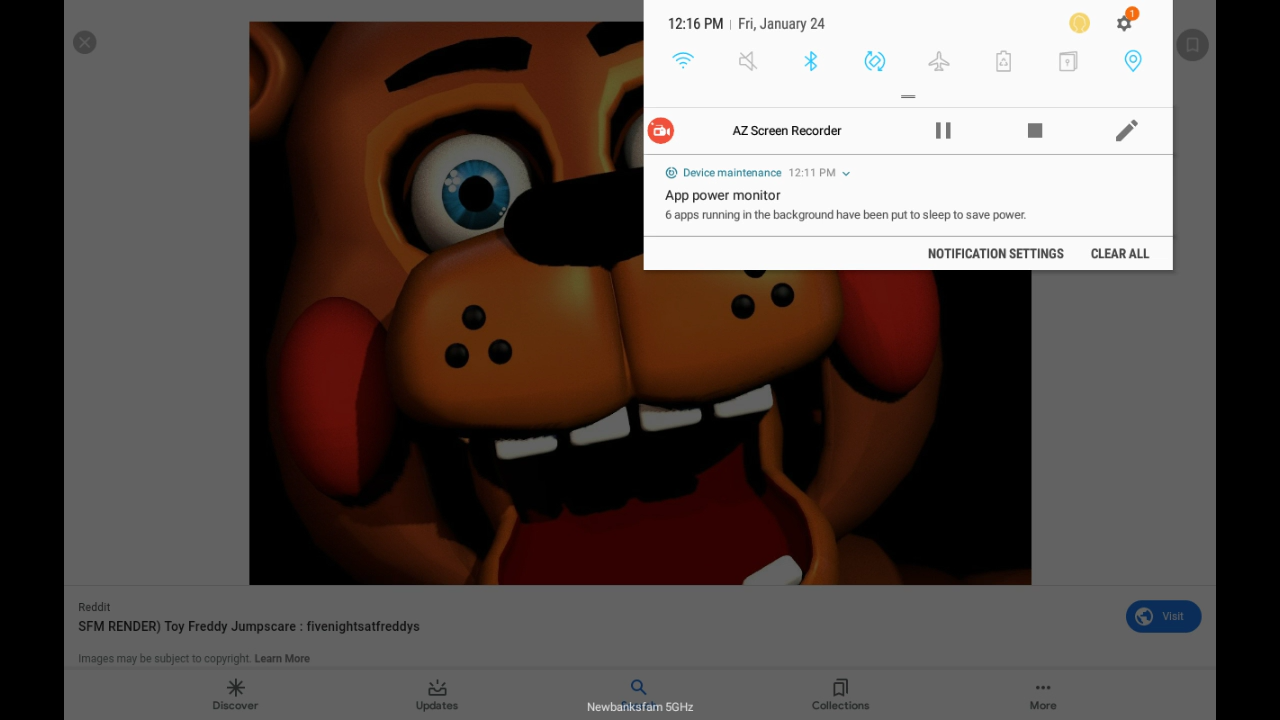 12:16 PM | Fri, January 24
1
AZ Screen Recorder
Device maintenance 12:11 PM
App power monitor
6 apps running in the background have been put to sleep to save power.
NOTIFICATION SETTINGS CLEAR ALL
Reddit
SFM RENDER) Toy Freddy Jumpscare : fivenightsatfreddys
Visit
Images may be subject to copyright. Learn More
Discover Updates Collections More
Newbanksfam 5GHz